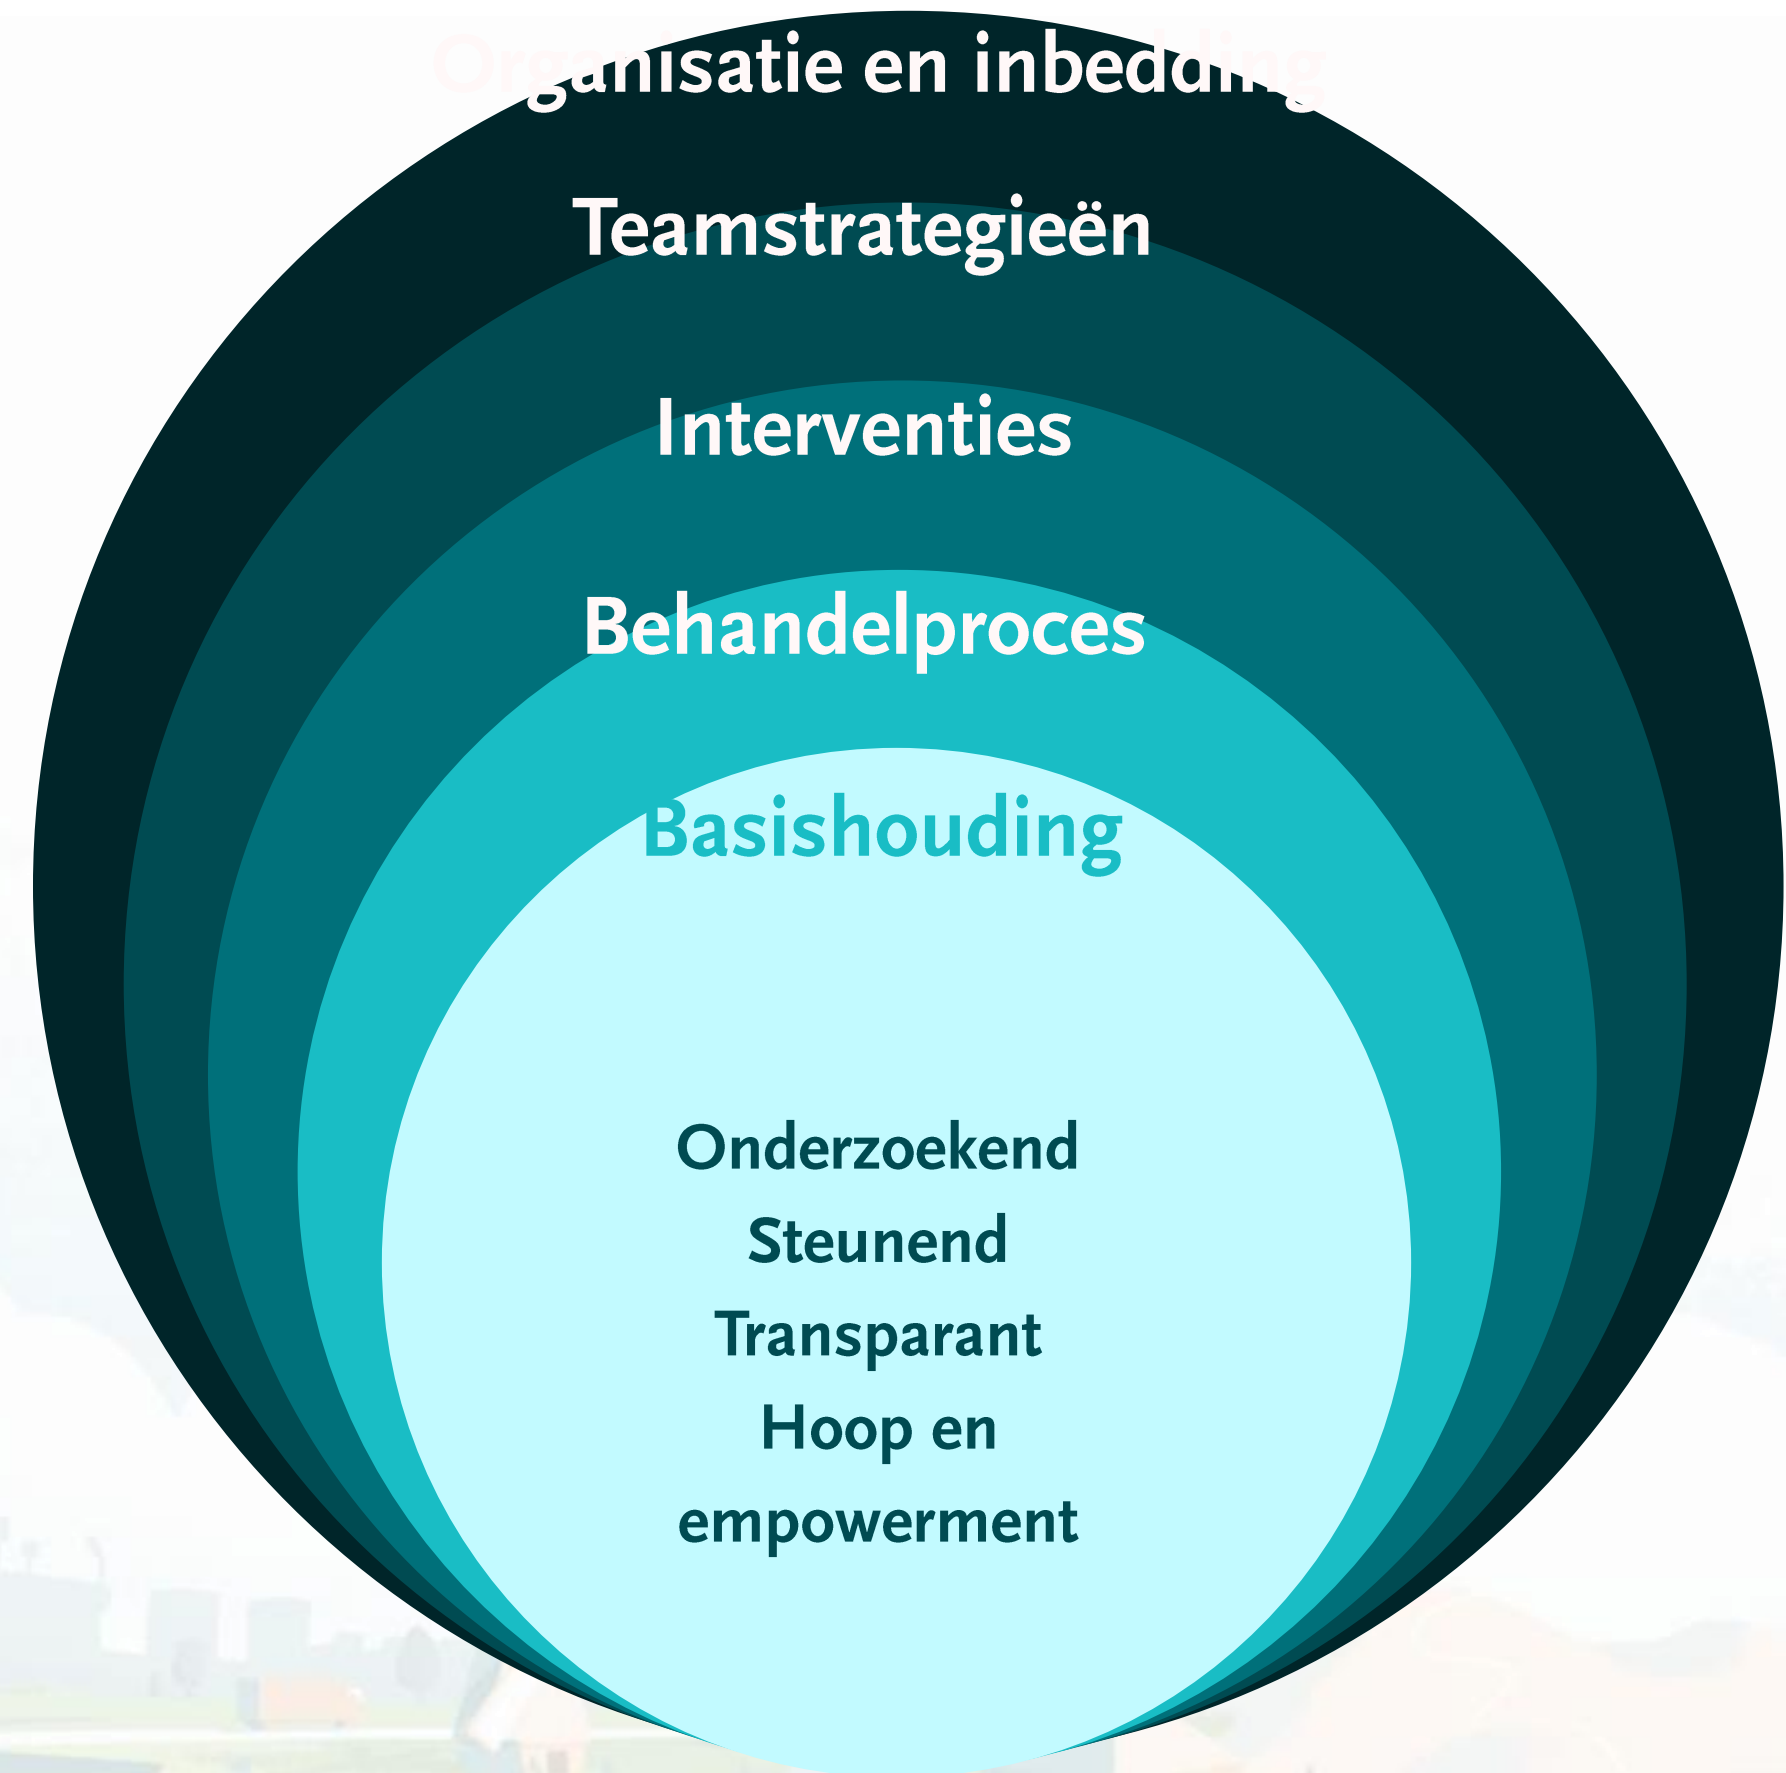 Organisatie en inbedding
Teamstrategieën
Interventies
Behandelproces
Basishouding
Onderzoekend
Steunend
Transparant
Hoop en
empowerment